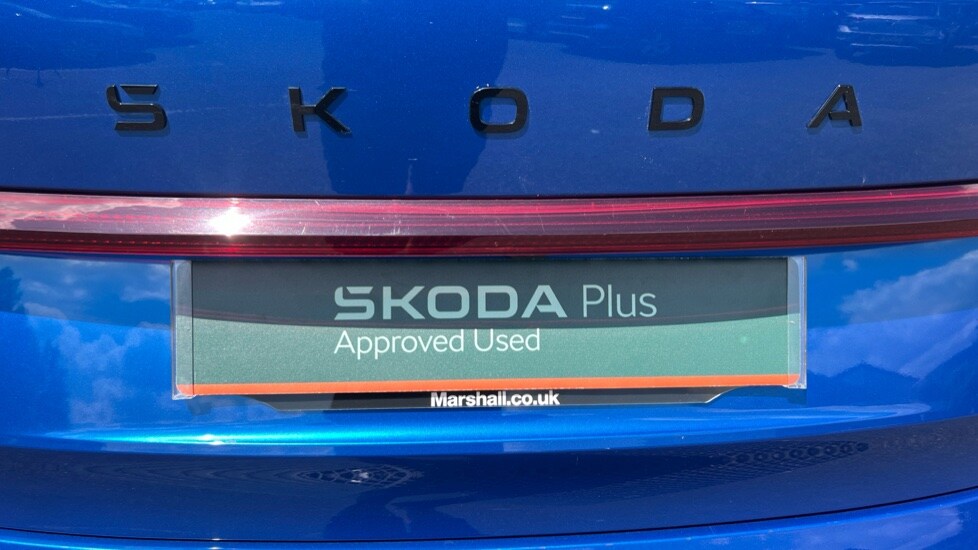 SKODA
SKODA Plus
Approved Used
Marshall.co.uk